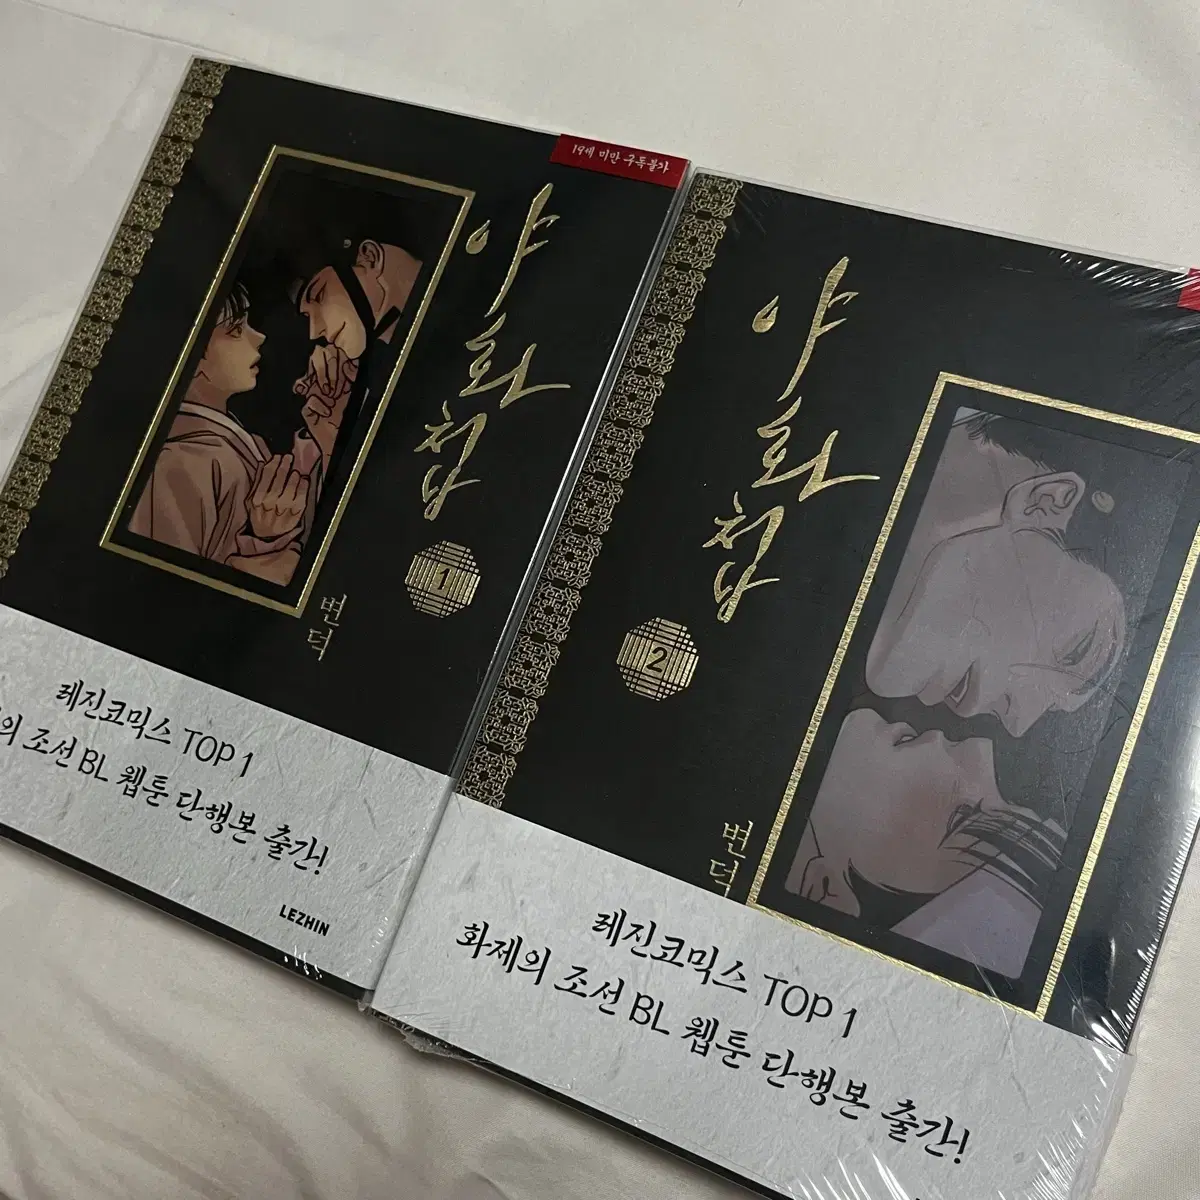 19세 미만 구독불가
야화첩
1
변덕
레진코믹스 TOP 1
의 조선 BL 웹툰 단행본 출간!
LEZHIN
야화첩
2
변덕
레진코믹스 TOP 1
화제의 조선 BL 웹툰 단행본 출간!